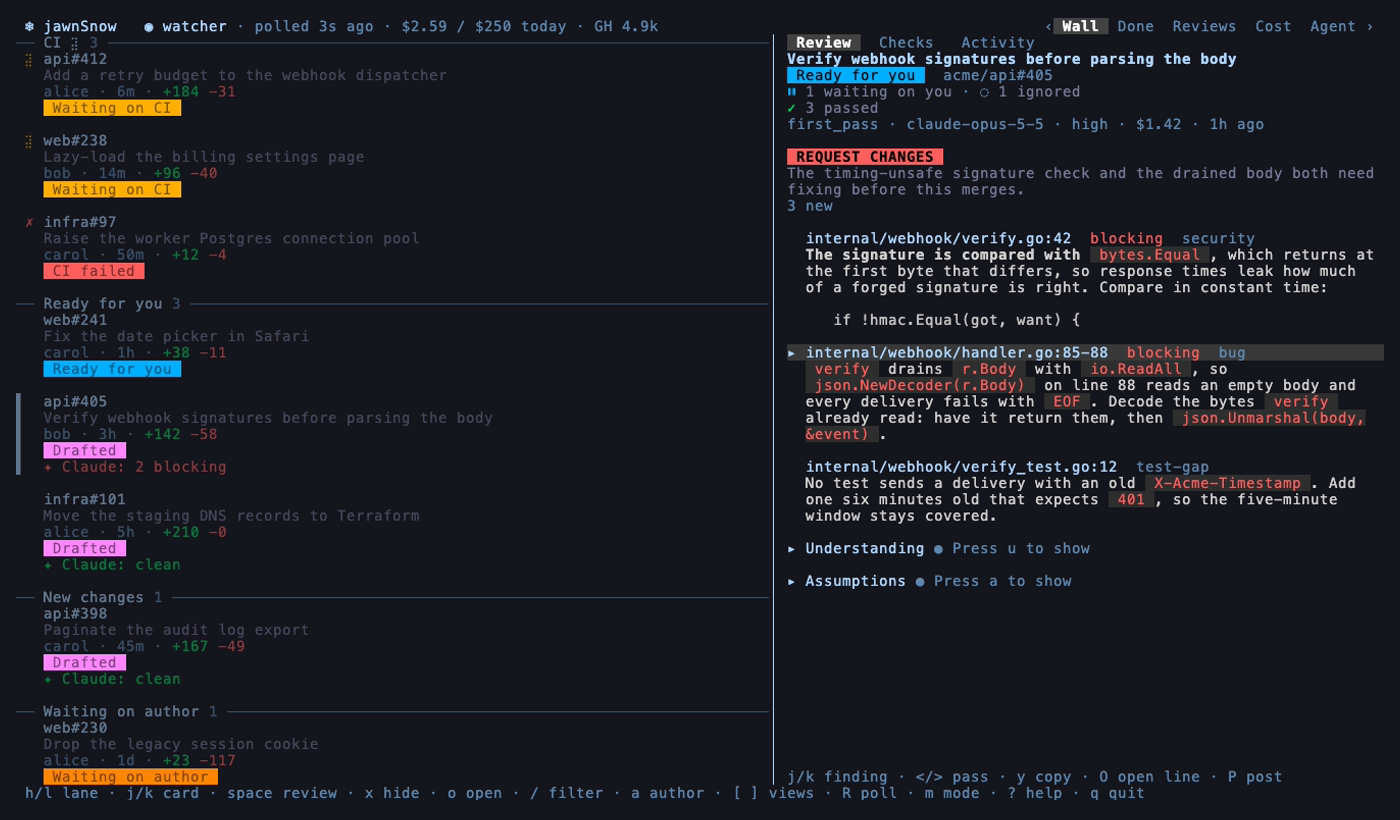 ❄ jawnSnow ◉ watcher · polled 3s ago · $2.59 / $250 today · GH 4.9k
‹ Wall Done Reviews Cost Agent ›
CI ⣾ 3
api#412
Add a retry budget to the webhook dispatcher
alice · 6m · +184 −31
Waiting on CI
web#238
Lazy-load the billing settings page
bob · 14m · +96 −40
Waiting on CI
✗ infra#97
Raise the worker Postgres connection pool
carol · 50m · +12 −4
CI failed
Ready for you 3
web#241
Fix the date picker in Safari
carol · 1h · +38 −11
Ready for you
api#405
Verify webhook signatures before parsing the body
bob · 3h · +142 −58
Drafted
✦ Claude: 2 blocking
infra#101
Move the staging DNS records to Terraform
alice · 5h · +210 −0
Drafted
✦ Claude: clean
New changes 1
api#398
Paginate the audit log export
carol · 45m · +167 −49
Drafted
✦ Claude: clean
Waiting on author 1
web#230
Drop the legacy session cookie
alice · 1d · +23 −117
Waiting on author
Review Checks Activity
Verify webhook signatures before parsing the body
Ready for you acme/api#405
⏸ 1 waiting on you · ◌ 1 ignored
✓ 3 passed
first_pass · claude-opus-5-5 · high · $1.42 · 1h ago
REQUEST CHANGES
The timing-unsafe signature check and the drained body both need
fixing before this merges.
3 new
internal/webhook/verify.go:42 blocking security
The signature is compared with bytes.Equal , which returns at
the first byte that differs, so response times leak how much
of a forged signature is right. Compare in constant time:
if !hmac.Equal(got, want) {
▸ internal/webhook/handler.go:85–88 blocking bug
verify drains r.Body with io.ReadAll , so
json.NewDecoder(r.Body) on line 88 reads an empty body and
every delivery fails with EOF . Decode the bytes verify
already read: have it return them, then json.Unmarshal(body,
&event) .
internal/webhook/verify_test.go:12 test-gap
No test sends a delivery with an old X-Acme-Timestamp . Add
one six minutes old that expects 401 , so the five-minute
window stays covered.
▸ Understanding ● Press u to show
▸ Assumptions ● Press a to show
j/k finding · </> pass · y copy · O open line · P post
h/l lane · j/k card · space review · x hide · o open · / filter · a author · [ ] views · R poll · m mode · ? help · q quit